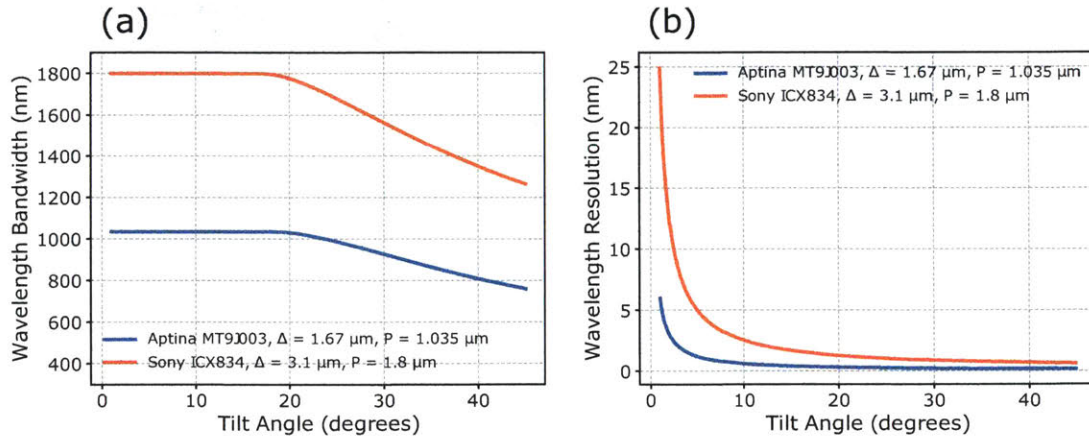 (a)
Wavelength Bandwidth (nm)
1800
1600
1400
1200
1000
800
600
400
Aptina MT9J003, Δ = 1.67 μm, P = 1.035 μm
Sony ICX834, Δ = 3.1 μm, P = 1.8 μm
0 10 20 30 40
Tilt Angle (degrees)
(b)
Wavelength Resolution (nm)
25
20
15
10
5
0
Aptina MT9J003, Δ = 1.67 μm, P = 1.035 μm
Sony ICX834, Δ = 3.1 μm, P = 1.8 μm
0 10 20 30 40
Tilt Angle (degrees)